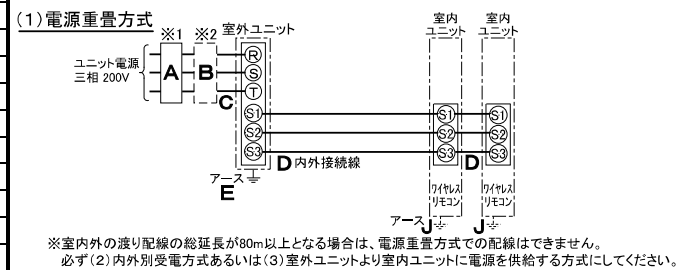 (1)電源重畳方式
※1 ※2 室外ユニット
室内
ユニット
室内
ユニット
ユニット電源
三相 200V
A B C
R
S
T
S1
S2
S3
S1
S2
S3
S1
S2
S3
D 内外接続線
D
アース
E
ワイヤレス
リモコン
ワイヤレス
リモコン
アース J
J
※室内外の渡り配線の総延長が80m以上となる場合は、電源重畳方式での配線はできません。
必ず(2)内外別受電方式あるいは(3)室外ユニットより室内ユニットに電源を供給する方式にしてください。